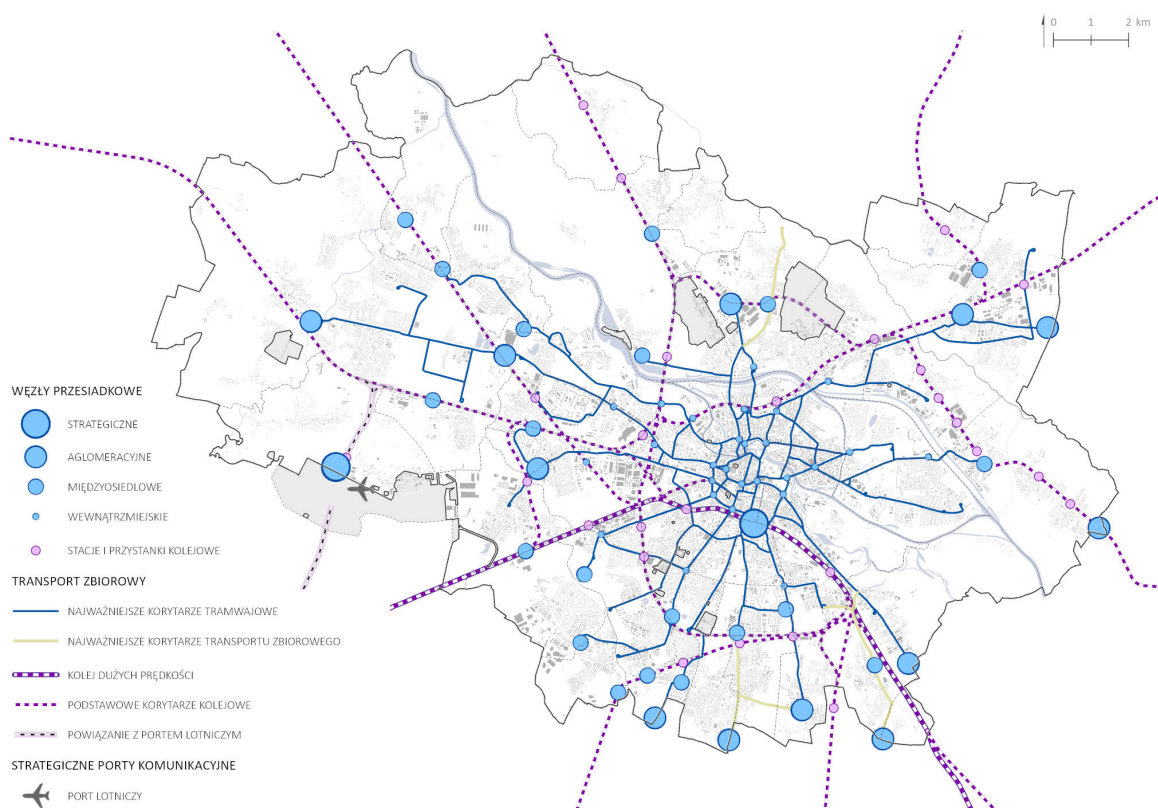 0 1 2 km
WĘZŁY PRZESIADKOWE
STRATEGICZNE
AGLOMERACYJNE
MIĘDZYOSIEDLOWE
WEWNĄTRZMIEJSKIE
STACJE I PRZYSTANKI KOLEJOWE
TRANSPORT ZBIOROWY
NAJWAŻNIEJSZE KORYTARZE TRAMWAJOWE
NAJWAŻNIEJSZE KORYTARZE TRANSPORTU ZBIOROWEGO
KOLEJ DUŻYCH PRĘDKOŚCI
PODSTAWOWE KORYTARZE KOLEJOWE
POWIĄZANIE Z PORTEM LOTNICZYM
STRATEGICZNE PORTY KOMUNIKACYJNE
PORT LOTNICZY